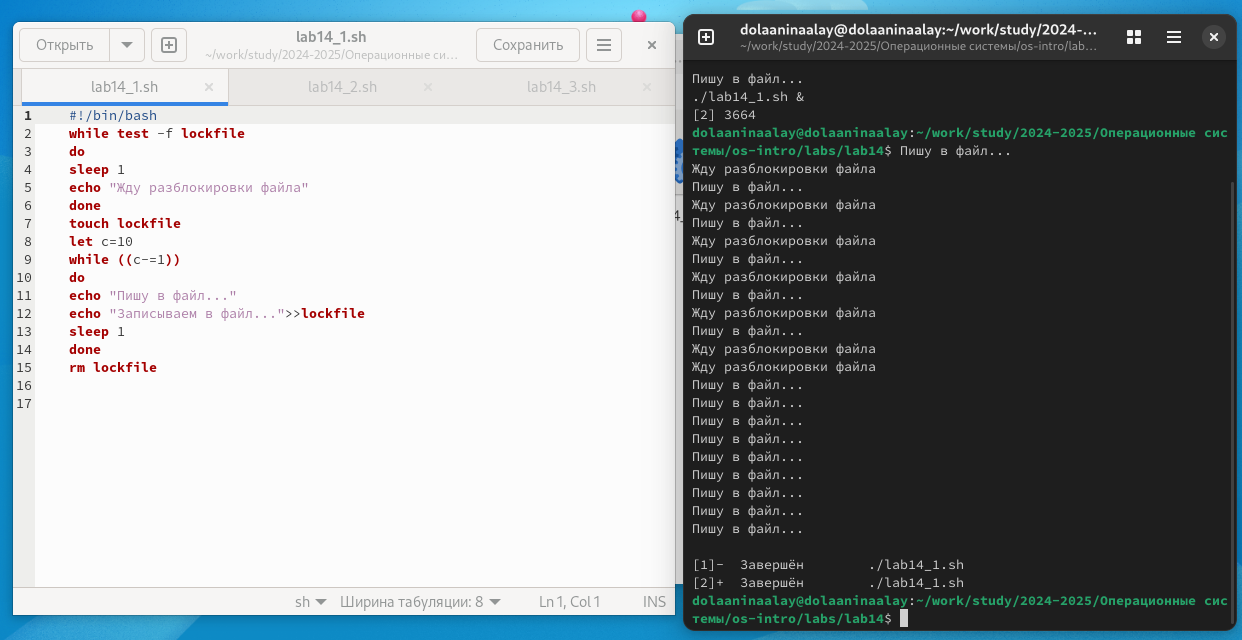 Открыть
lab14_1.sh
~/work/study/2024-2025/Операционные си...
Сохранить
lab14_1.sh
lab14_2.sh
lab14_3.sh
1 #!/bin/bash
2 while test -f lockfile
3 do
4 sleep 1
5 echo "Жду разблокировки файла"
6 done
7 touch lockfile
8 let c=10
9 while ((c-=1))
10 do
11 echo "Пишу в файл..."
12 echo "Записываем в файл...">>lockfile
13 sleep 1
14 done
15 rm lockfile
16
17
sh Ширина табуляции: 8 Ln 1, Col 1 INS
dolaaninaalay@dolaaninaalay:~/work/study/2024-...
~/work/study/2024-2025/Операционные системы/os-intro/lab...
Пишу в файл...
./lab14_1.sh &
[2] 3664
dolaaninaalay@dolaaninaalay:~/work/study/2024-2025/Операционные сис
темы/os-intro/labs/lab14$ Пишу в файл...
Жду разблокировки файла
Пишу в файл...
Жду разблокировки файла
Пишу в файл...
Жду разблокировки файла
Пишу в файл...
Жду разблокировки файла
Пишу в файл...
Жду разблокировки файла
Пишу в файл...
Жду разблокировки файла
Жду разблокировки файла
Пишу в файл...
Пишу в файл...
Пишу в файл...
Пишу в файл...
Пишу в файл...
Пишу в файл...
Пишу в файл...
Пишу в файл...
Пишу в файл...
[1]- Завершён ./lab14_1.sh
[2]+ Завершён ./lab14_1.sh
dolaaninaalay@dolaaninaalay:~/work/study/2024-2025/Операционные сис
темы/os-intro/labs/lab14$